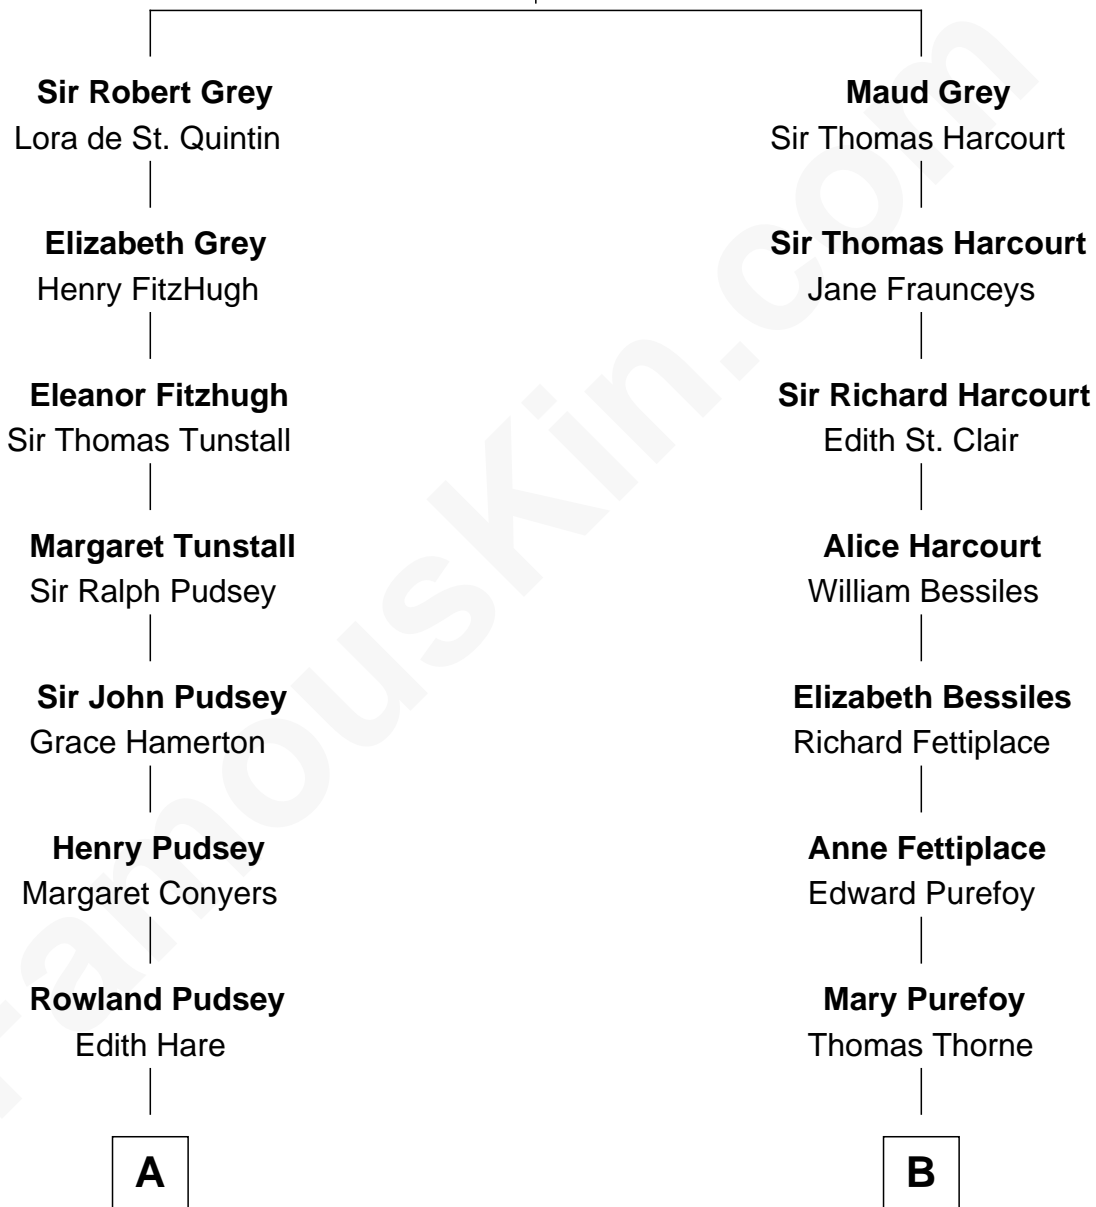 Sir Robert Grey
Lora de St. Quintin
Elizabeth Grey
Henry FitzHugh
Eleanor Fitzhugh
Sir Thomas Tunstall
Margaret Tunstall
Sir Ralph Pudsey
Sir John Pudsey
Grace Hamerton
Henry Pudsey
Margaret Conyers
Rowland Pudsey
Edith Hare
A
Maud Grey
Sir Thomas Harcourt
Sir Thomas Harcourt
Jane Fraunceys
Sir Richard Harcourt
Edith St. Clair
Alice Harcourt
William Bessiles
Elizabeth Bessiles
Richard Fettiplace
Anne Fettiplace
Edward Purefoy
Mary Purefoy
Thomas Thorne
B
FamousKin.com